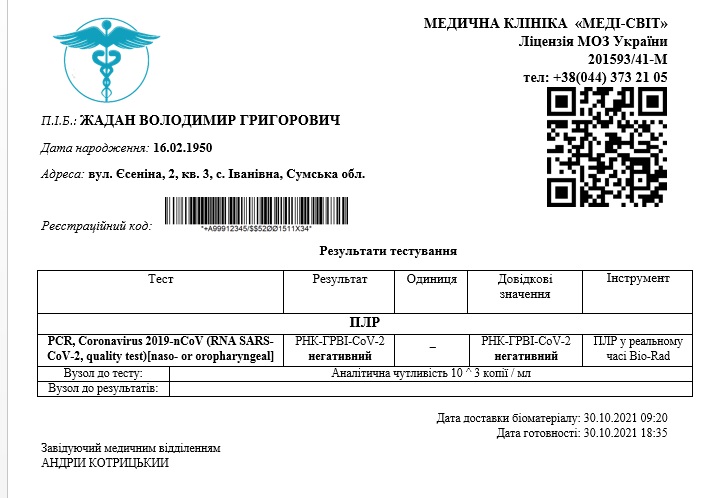 МЕДИЧНА КЛІНІКА «МЕДІ-СВІТ»
Ліцензія МОЗ України
201593/41-М
тел: +38(044) 373 21 05
П.І.Б.: ЖАДАН ВОЛОДИМИР ГРИГОРОВИЧ
Дата народження: 16.02.1950
Адреса: вул. Єсеніна, 2, кв. 3, с. Іванівна, Сумська обл.
Реєстраційний код:
*+A99912345/$$52ØØ1511X34*
Результати тестування
Тест Результат Одиниця Довідкові значення Інструмент
ПЛР
PCR, Coronavirus 2019-nCoV (RNA SARS- РНК-ГРВІ-CoV-2 – РНК-ГРВІ-CoV-2 ПЛР у реальному
CoV-2, quality test)[naso- or oropharyngeal] негативний негативний часі Bio-Rad
Вузол до тесту: Аналітична чутливість 10 ^ 3 копії / мл
Вузол до результатів:
Дата доставки біоматеріалу: 30.10.2021 09:20
Дата готовності: 30.10.2021 18:35
Завідуючий медичним відділенням
АНДРІИ КОТРИЦЬКИИ